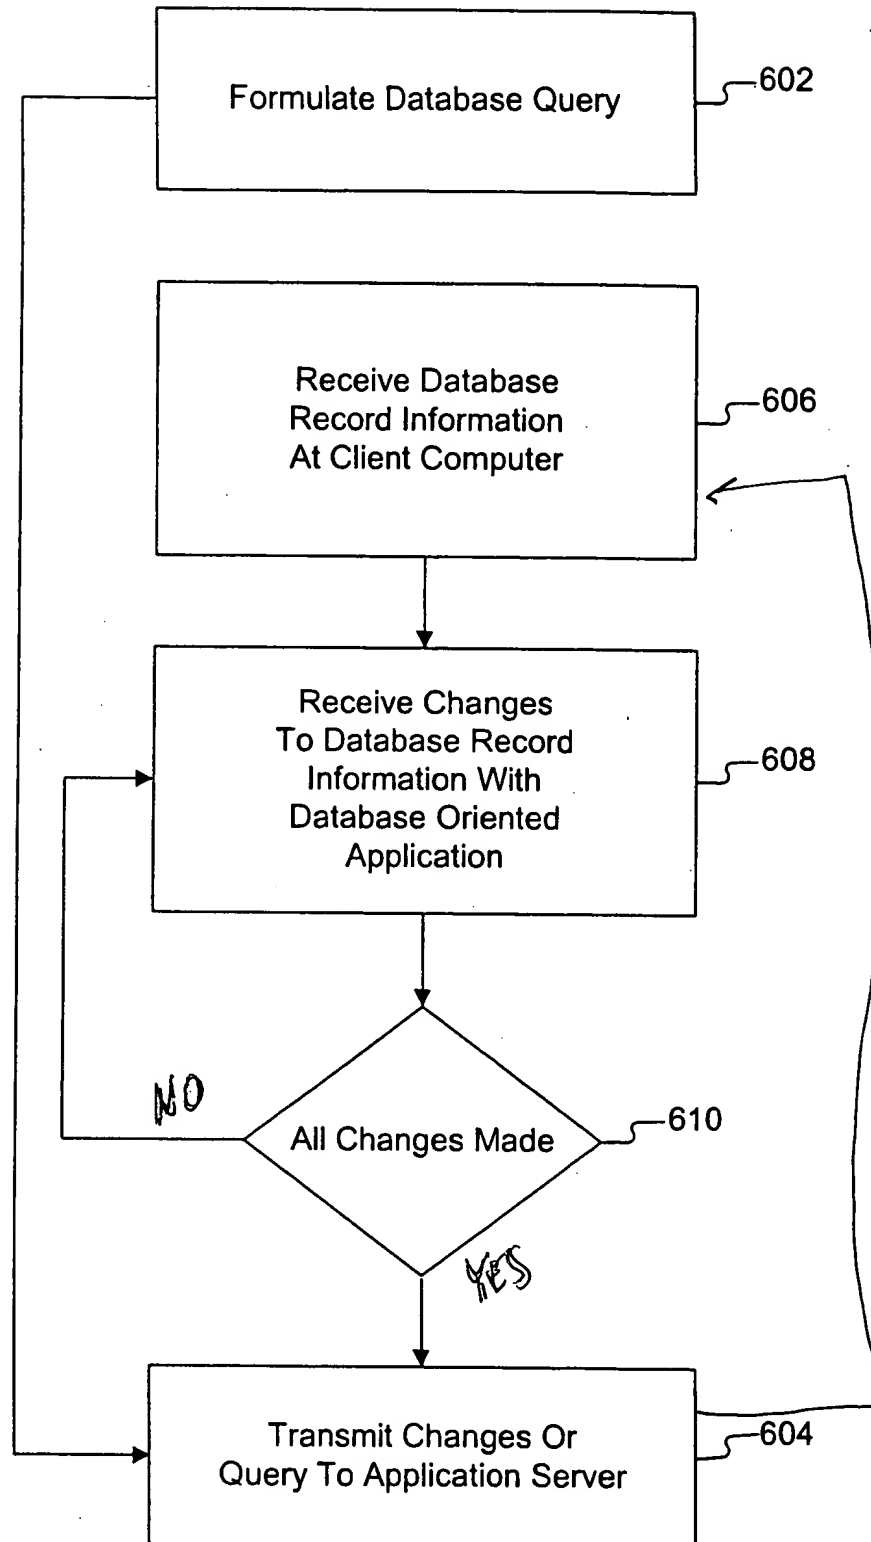 Formulate Database Query
602
Receive Database
Record Information
At Client Computer
606
Receive Changes
To Database Record
Information With
Database Oriented
Application
608
NO
All Changes Made
610
YES
Transmit Changes Or
Query To Application Server
604